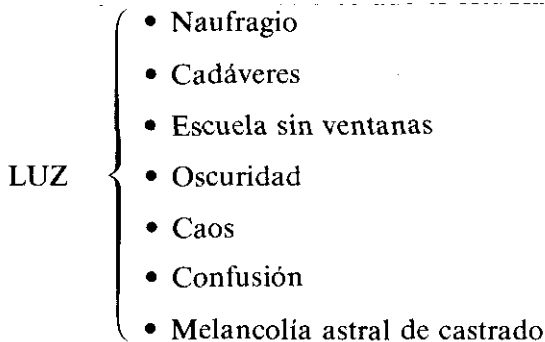 • Naufragio
• Cadáveres
• Escuela sin ventanas
LUZ • Oscuridad
• Caos
• Confusión
• Melancolía astral de castrado